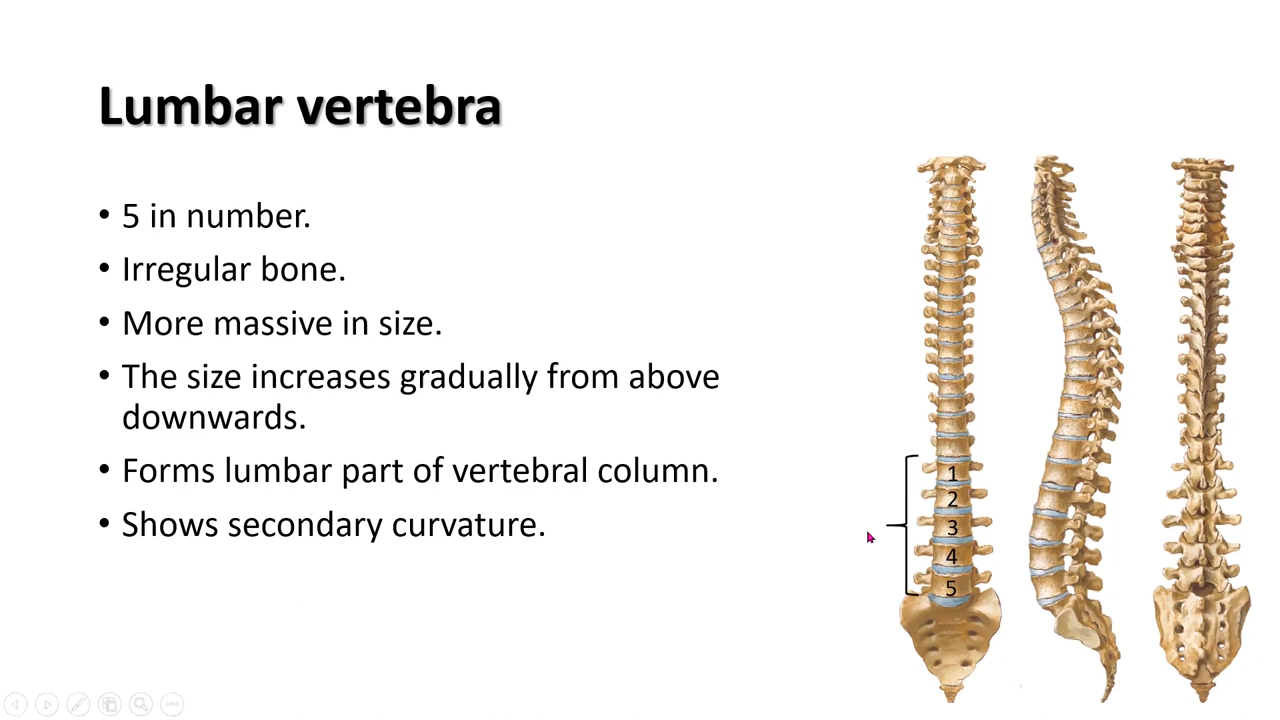 Lumbar vertebra
• 5 in number.
• Irregular bone.
• More massive in size.
• The size increases gradually from above
downwards.
• Forms lumbar part of vertebral column.
• Shows secondary curvature.
1
2
3
4
5